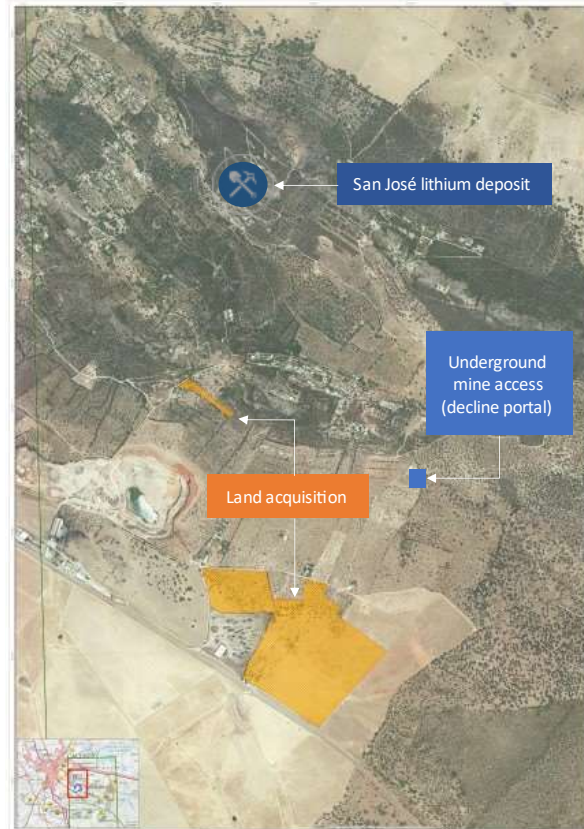 San José lithium deposit
Underground
mine access
(decline portal)
Land acquisition